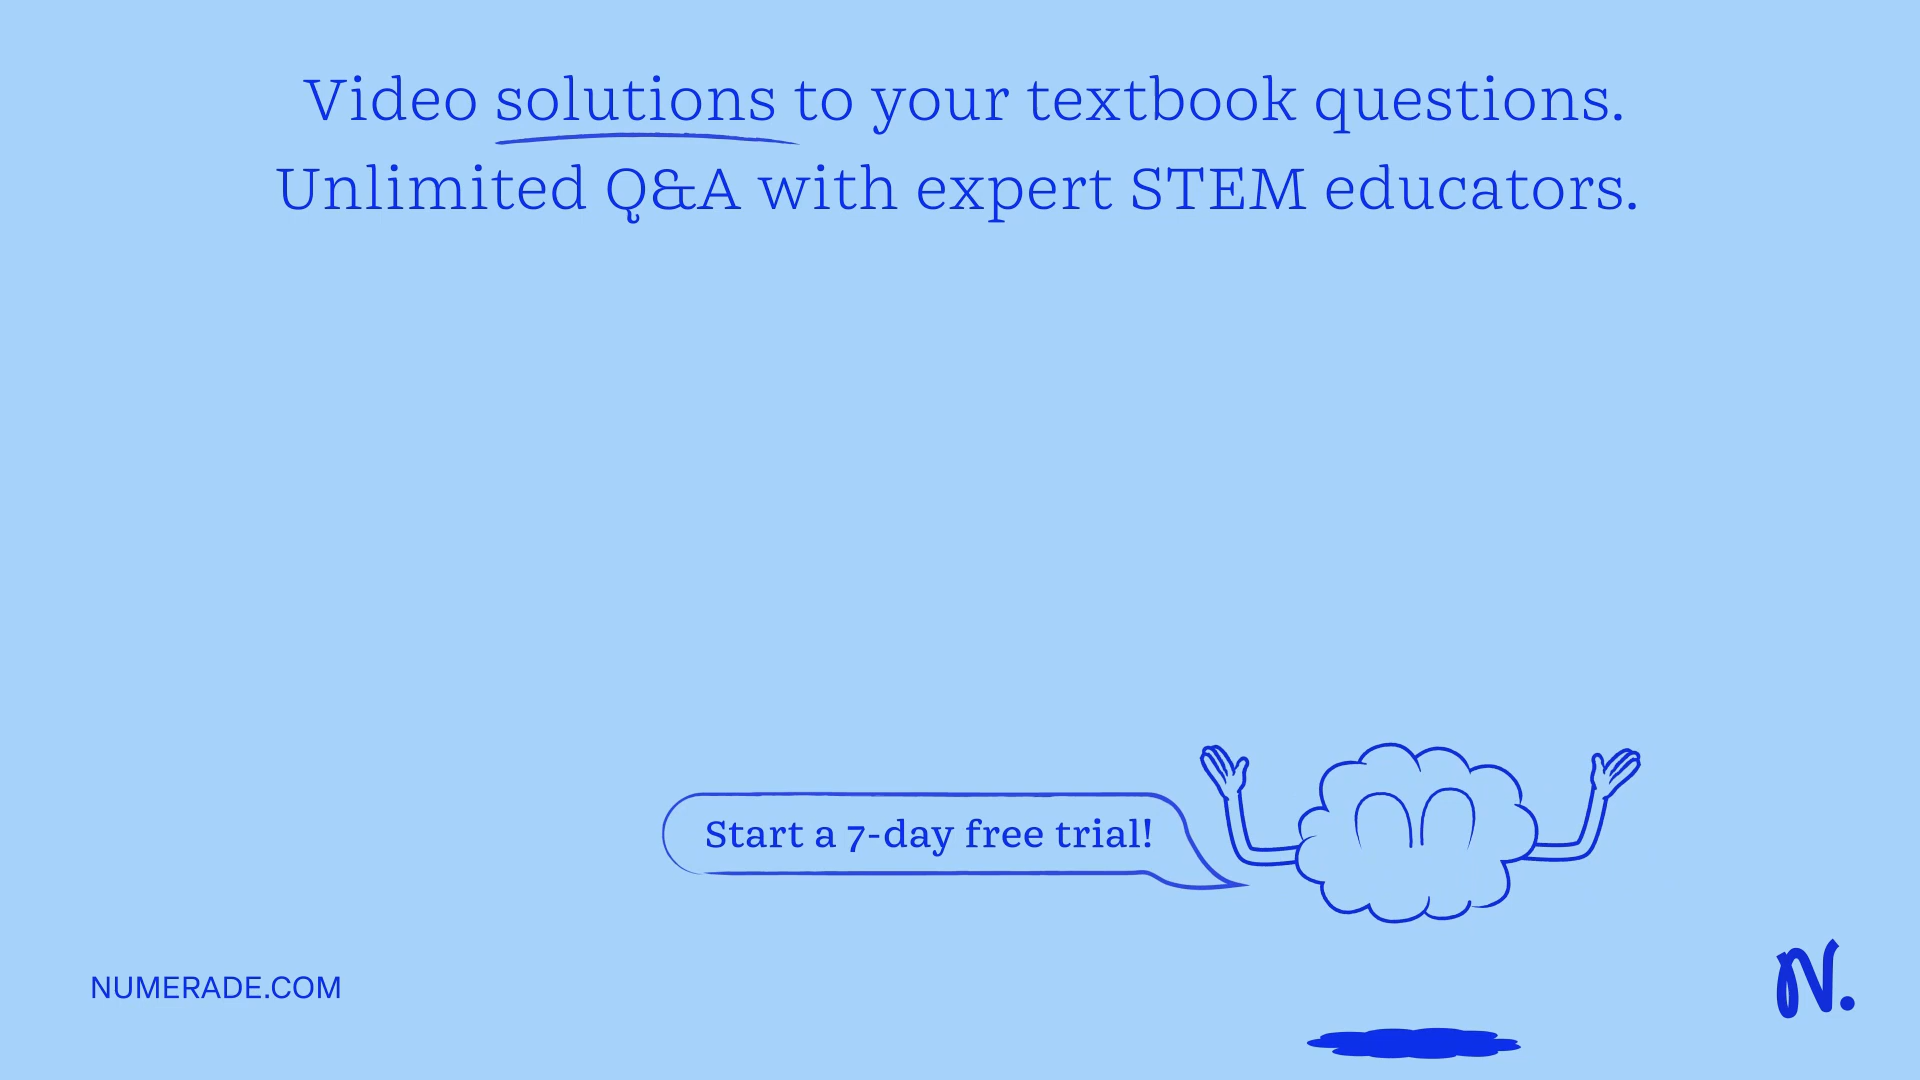 Video solutions to your textbook questions.
Unlimited Q&A with expert STEM educators.
Start a 7-day free trial!
NUMERADE.COM
N.